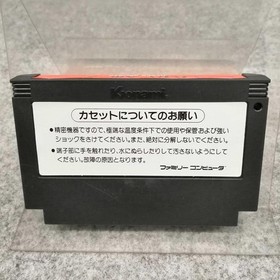 Konami
カセットについてのお願い
●精密機器ですので、極端な温度条件下での使用や保管および強い
ショックをさけてください。また、絶対に分解しないでください。
●端子部に手を触れたり、水にぬらしたりして汚さないようにして
ください。故障の原因となります。
ファミリー コンピュータ